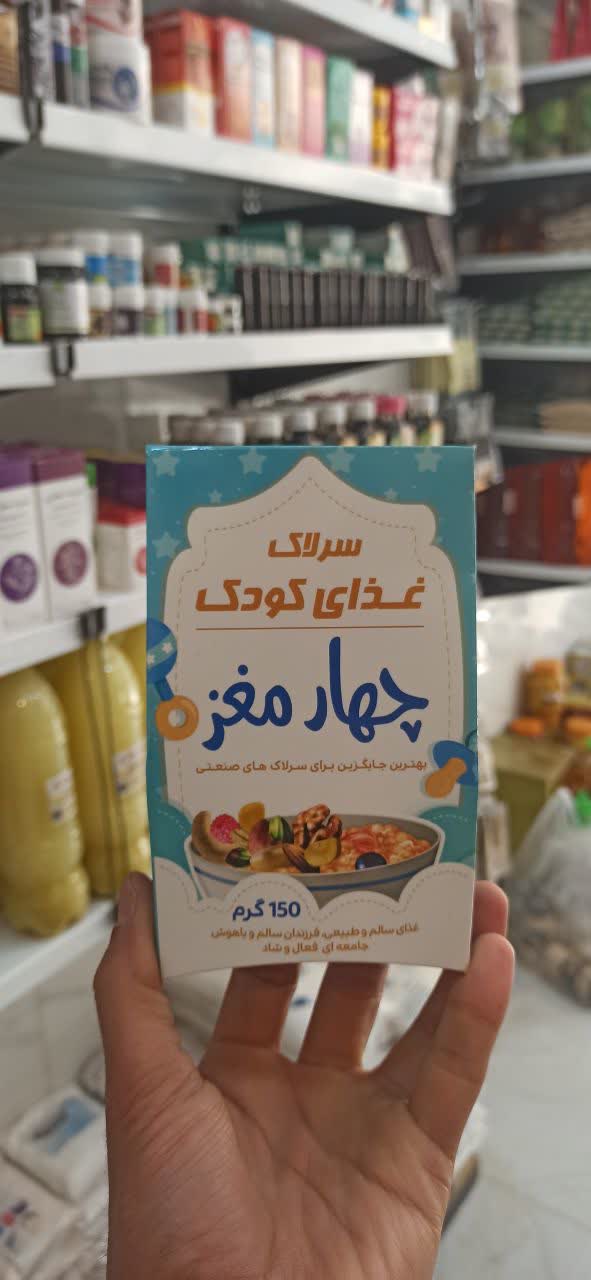 سرلاک
غذای کودک
چهار مغز
بهترین جایگزین برای سرلاک های صنعتی
150 گرم
غذای سالم و طبیعی، فرزندان سالم و باهوش
جامعه ای فعال و شاد